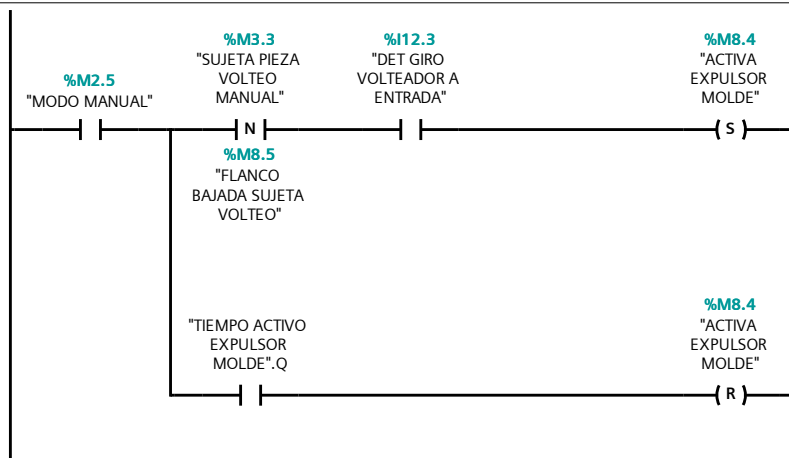 %M2.5
"MODO MANUAL"
%M3.3
"SUJETA PIEZA
VOLTEO
MANUAL"
N
%M8.5
"FLANCO
BAJADA SUJETA
VOLTEO"
%I12.3
"DET GIRO
VOLTEADOR A
ENTRADA"
%M8.4
"ACTIVA
EXPULSOR
MOLDE"
S
"TIEMPO ACTIVO
EXPULSOR
MOLDE".Q
%M8.4
"ACTIVA
EXPULSOR
MOLDE"
R